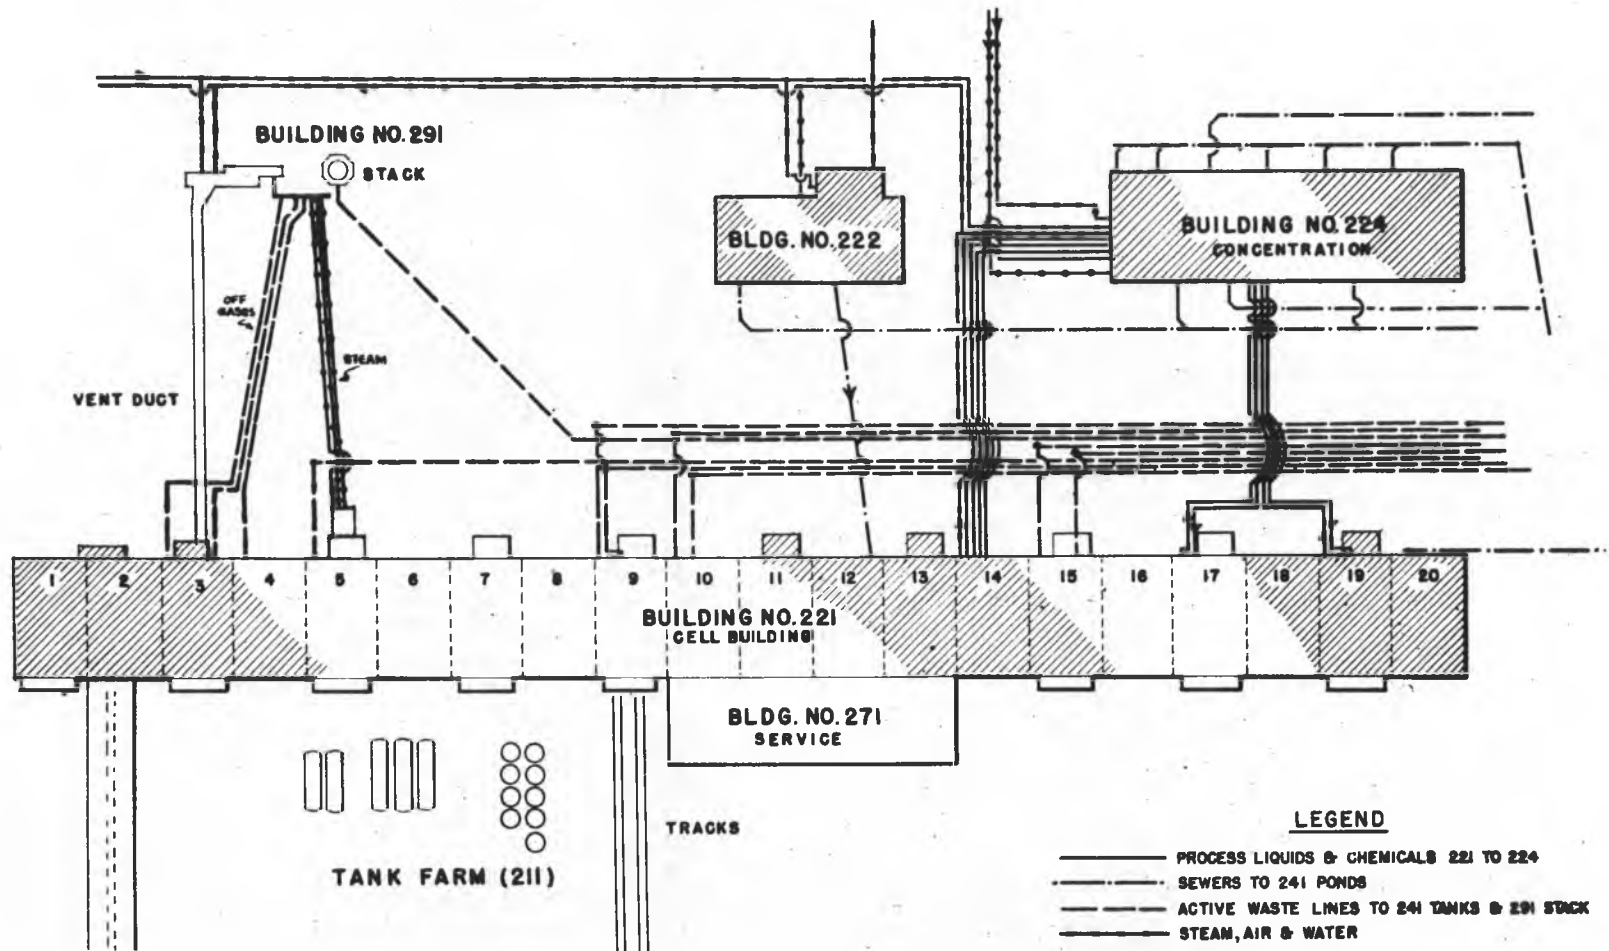 BUILDING NO. 291
STACK
BLDG. NO. 222
BUILDING NO. 224
CONCENTRATION
OFF
GASES
STEAM
VENT DUCT
1 2 3 4 5 6 7 8 9 10 11 12 13 14 15 16 17 18 19 20
BUILDING NO. 221
CELL BUILDING
BLDG. NO. 271
SERVICE
TRACKS
TANK FARM (211)
LEGEND
PROCESS LIQUIDS & CHEMICALS 221 TO 224
SEWERS TO 241 PONDS
ACTIVE WASTE LINES TO 241 TANKS & 291 STACK
STEAM, AIR & WATER